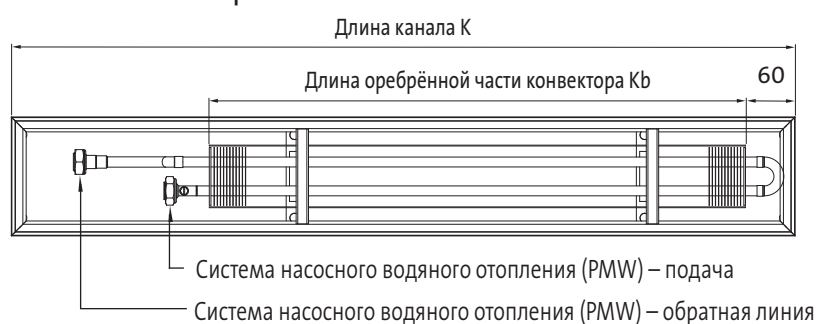 Длина канала K
Длина оребрённой части конвектора Kb
60
Система насосного водяного отопления (PMW) – подача
Система насосного водяного отопления (PMW) – обратная линия